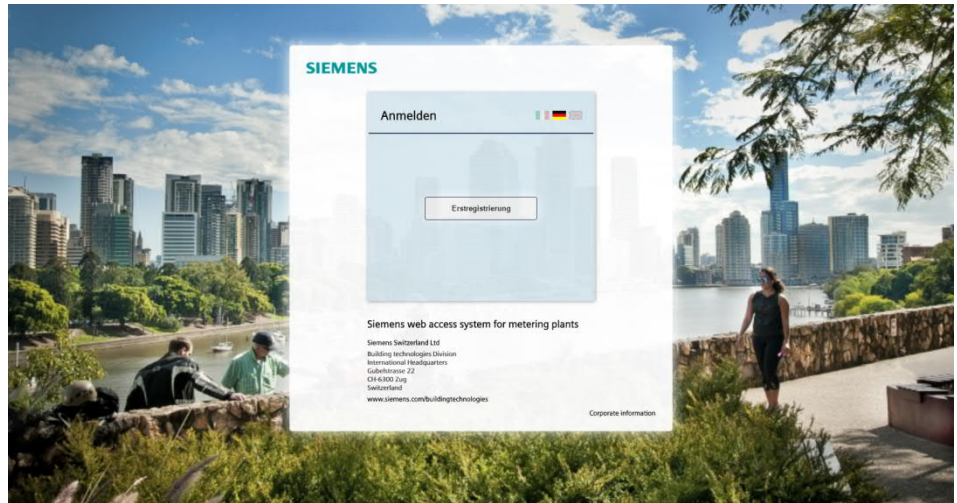 SIEMENS
Anmelden
Erstregistrierung
Siemens web access system for metering plants
Siemens Switzerland Ltd
Building technologies Division
International Headquarters
Gubelstrasse 22
CH-6300 Zug
Switzerland
www.siemens.com/buildingtechnologies
Corporate information